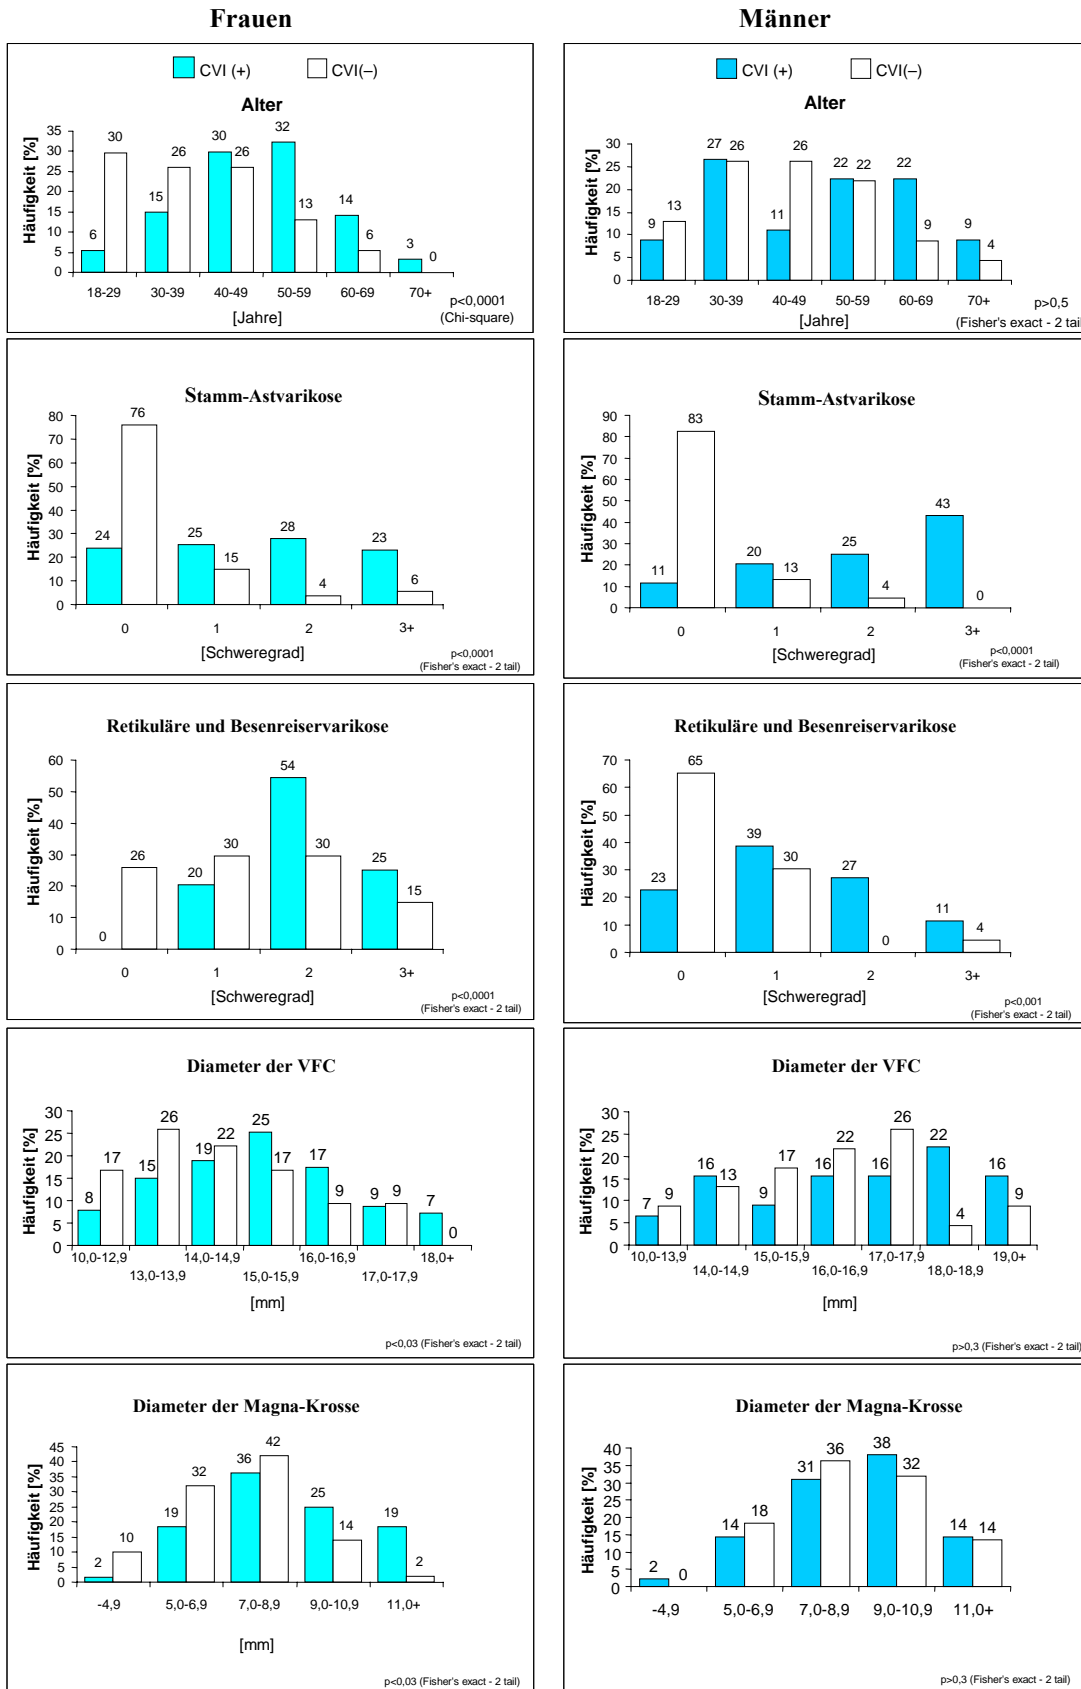 Frauen
CVI (+) CVI(–)
Alter
Häufigkeit [%]
35
30
25
20
15
10
5
0
6 30 15 26 30 26 32 13 14 6 3 0
18-29 30-39 40-49 50-59 60-69 70+
[Jahre]
p<0,0001
(Chi-square)
Männer
CVI (+) CVI(–)
Alter
Häufigkeit [%]
30
25
20
15
10
5
0
9 13 27 26 11 26 22 22 22 9 9 4
18-29 30-39 40-49 50-59 60-69 70+
[Jahre]
p>0,5
(Fisher's exact - 2 tail
Stamm-Astvarikose
Häufigkeit [%]
80
70
60
50
40
30
20
10
0
24 76 25 15 28 4 23 6
0 1 2 3+
[Schweregrad]
p<0,0001
(Fisher's exact - 2 tail)
Stamm-Astvarikose
Häufigkeit [%]
90
80
70
60
50
40
30
20
10
0
11 83 20 13 25 4 43 0
0 1 2 3+
[Schweregrad]
p<0,0001
(Fisher's exact - 2 tail)
Retikuläre und Besenreiservarikose
Häufigkeit [%]
60
50
40
30
20
10
0
0 26 20 30 54 30 25 15
0 1 2 3+
[Schweregrad]
p<0,0001
(Fisher's exact - 2 tail)
Retikuläre und Besenreiservarikose
Häufigkeit [%]
70
60
50
40
30
20
10
0
23 65 39 30 27 0 11 4
0 1 2 3+
[Schweregrad]
p<0,001
(Fisher's exact - 2 tail)
Diameter der VFC
Häufigkeit [%]
30
25
20
15
10
5
0
8 17 15 26 19 22 25 17 17 9 9 9 7 0
10,0-12,9 14,0-14,9 16,0-16,9 18,0+
13,0-13,9 15,0-15,9 17,0-17,9
[mm]
p<0,03 (Fisher's exact - 2 tail)
Diameter der VFC
Häufigkeit [%]
30
25
20
15
10
5
0
7 9 16 13 9 17 16 22 16 26 22 4 16 9
10,0-13,9 15,0-15,9 17,0-17,9 19,0+
14,0-14,9 16,0-16,9 18,0-18,9
[mm]
p>0,3 (Fisher's exact - 2 tail)
Diameter der Magna-Krosse
Häufigkeit [%]
45
40
35
30
25
20
15
10
5
0
2 10 19 32 36 42 25 14 19 2
-4,9 5,0-6,9 7,0-8,9 9,0-10,9 11,0+
[mm]
p<0,03 (Fisher's exact - 2 tail)
Diameter der Magna-Krosse
Häufigkeit [%]
40
35
30
25
20
15
10
5
0
2 0 14 18 31 36 38 32 14 14
-4,9 5,0-6,9 7,0-8,9 9,0-10,9 11,0+
p>0,3 (Fisher's exact - 2 tail)